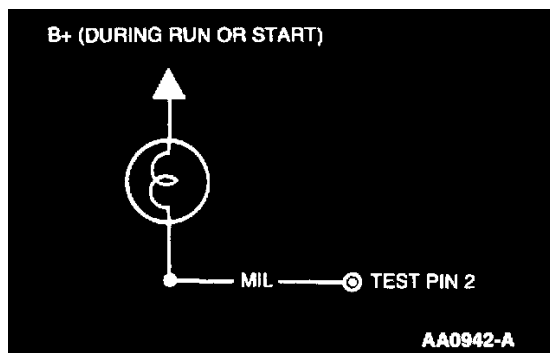 B+ (DURING RUN OR START)
MIL
TEST PIN 2
AA0942-A